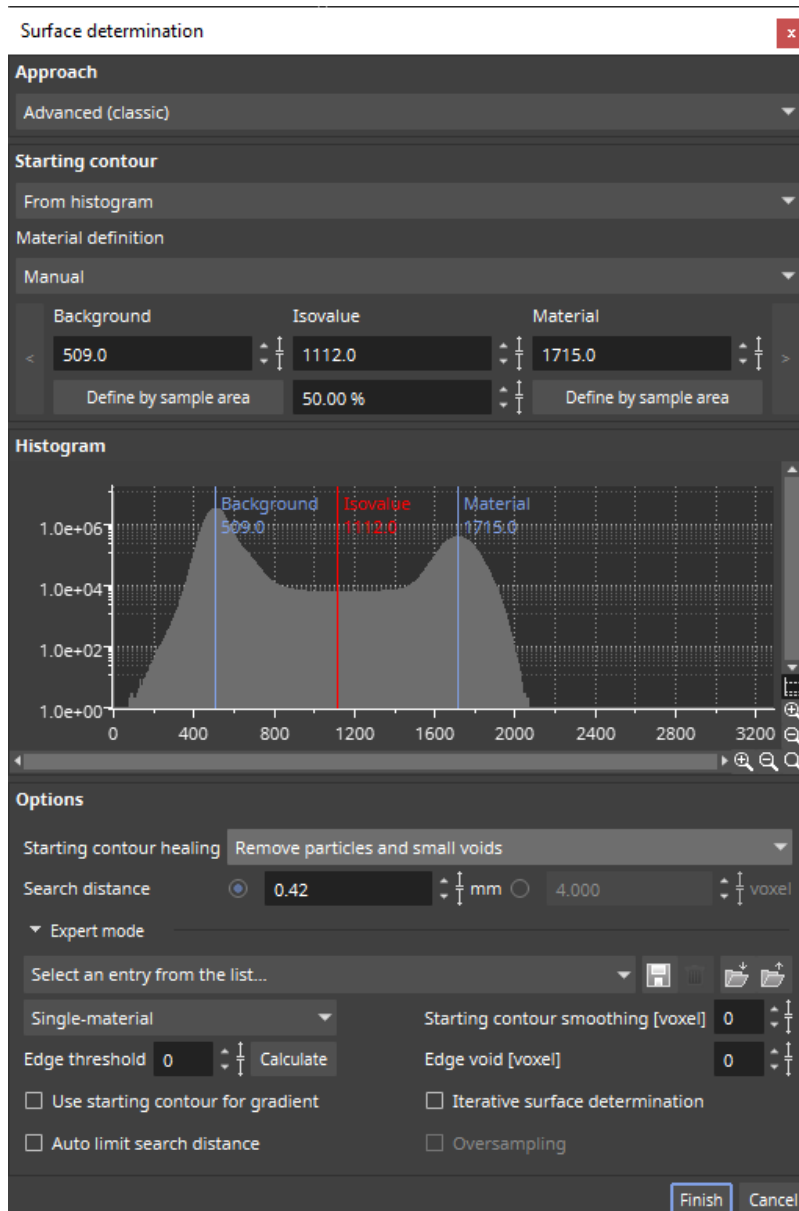 Surface determination
x
Approach
Advanced (classic)
Starting contour
From histogram
Material definition
Manual
Background Isovalue Material
< 509.0 1112.0 1715.0 >
Define by sample area 50.00 % Define by sample area
Histogram
Background Isovalue Material
509.0 1112.0 1715.0
1.0e+06
1.0e+04
1.0e+02
1.0e+00
0 400 800 1200 1600 2000 2400 2800 3200
Options
Starting contour healing Remove particles and small voids
Search distance 0.42 mm 4.000 voxel
Expert mode
Select an entry from the list...
Single-material Starting contour smoothing [voxel] 0
Edge threshold 0 Calculate Edge void [voxel] 0
Use starting contour for gradient Iterative surface determination
Auto limit search distance Oversampling
Finish Cancel